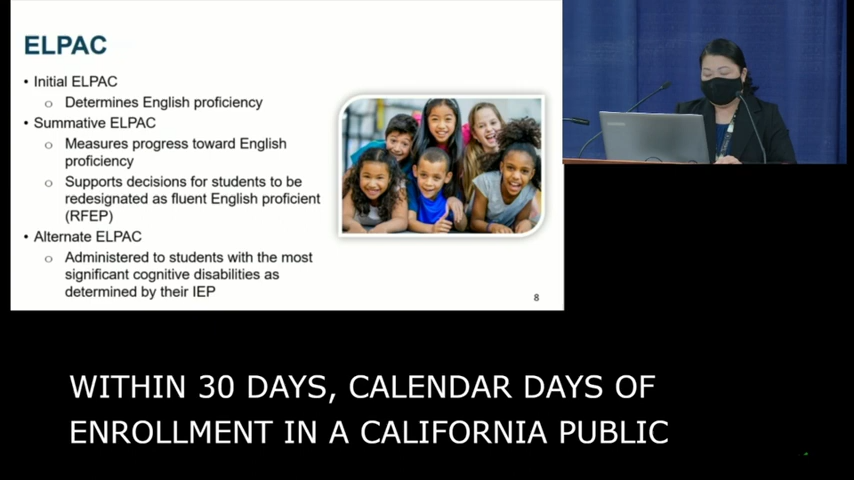 ELPAC
• Initial ELPAC
o Determines English proficiency
• Summative ELPAC
o Measures progress toward English
proficiency
o Supports decisions for students to be
redesignated as fluent English proficient
(RFEP)
• Alternate ELPAC
o Administered to students with the most
significant cognitive disabilities as
determined by their IEP
8
WITHIN 30 DAYS, CALENDAR DAYS OF
ENROLLMENT IN A CALIFORNIA PUBLIC